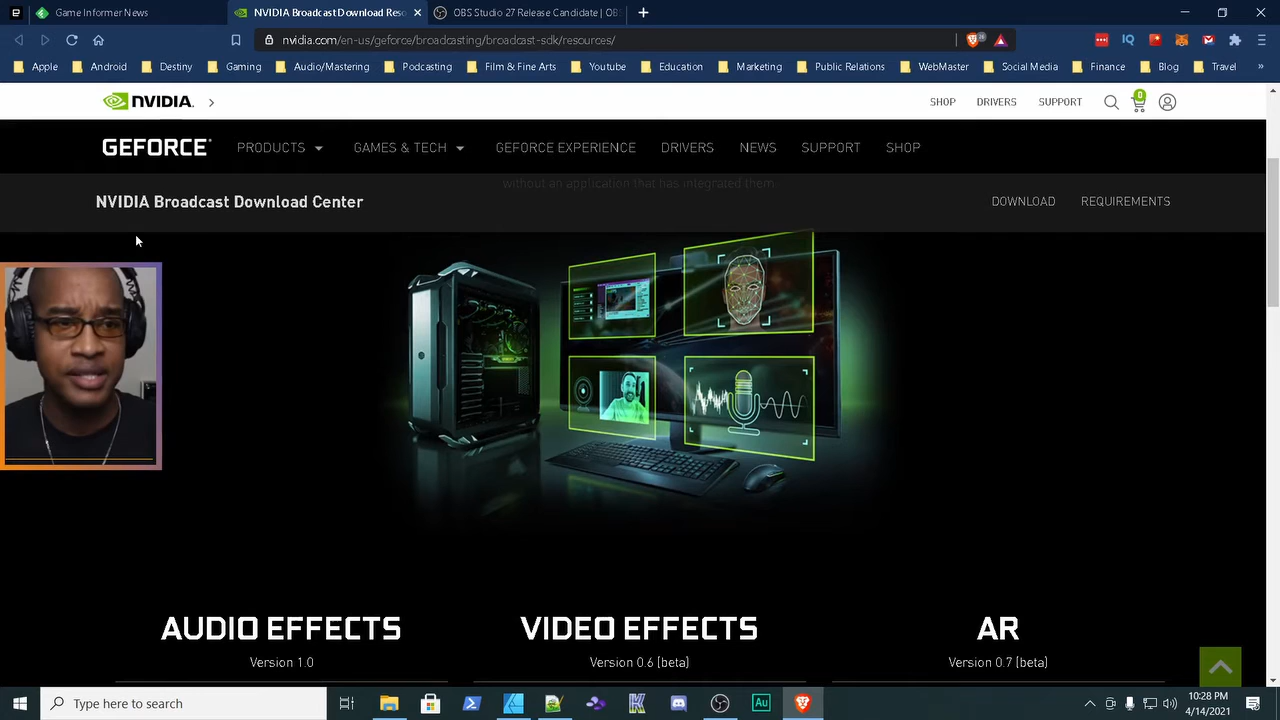 Game Informer News
NVIDIA Broadcast Download Reso
OBS Studio 27 Release Candidate | OB
nvidia.com/en-us/geforce/broadcasting/broadcast-sdk/resources/
Apple
Android
Destiny
Gaming
Audio/Mastering
Podcasting
Film & Fine Arts
Youtube
Education
Marketing
Public Relations
WebMaster
Social Media
Finance
Blog
Travel
»
NVIDIA.
SHOP
DRIVERS
SUPPORT
0
GEFORCE
PRODUCTS
GAMES & TECH
GEFORCE EXPERIENCE
DRIVERS
NEWS
SUPPORT
SHOP
without an application that has integrated them
NVIDIA Broadcast Download Center
DOWNLOAD
REQUIREMENTS
AUDIO EFFECTS
VIDEO EFFECTS
AR
Version 1.0
Version 0.6 (beta)
Version 0.7 (beta)
Type here to search
Au
10:28 PM
4/14/2021